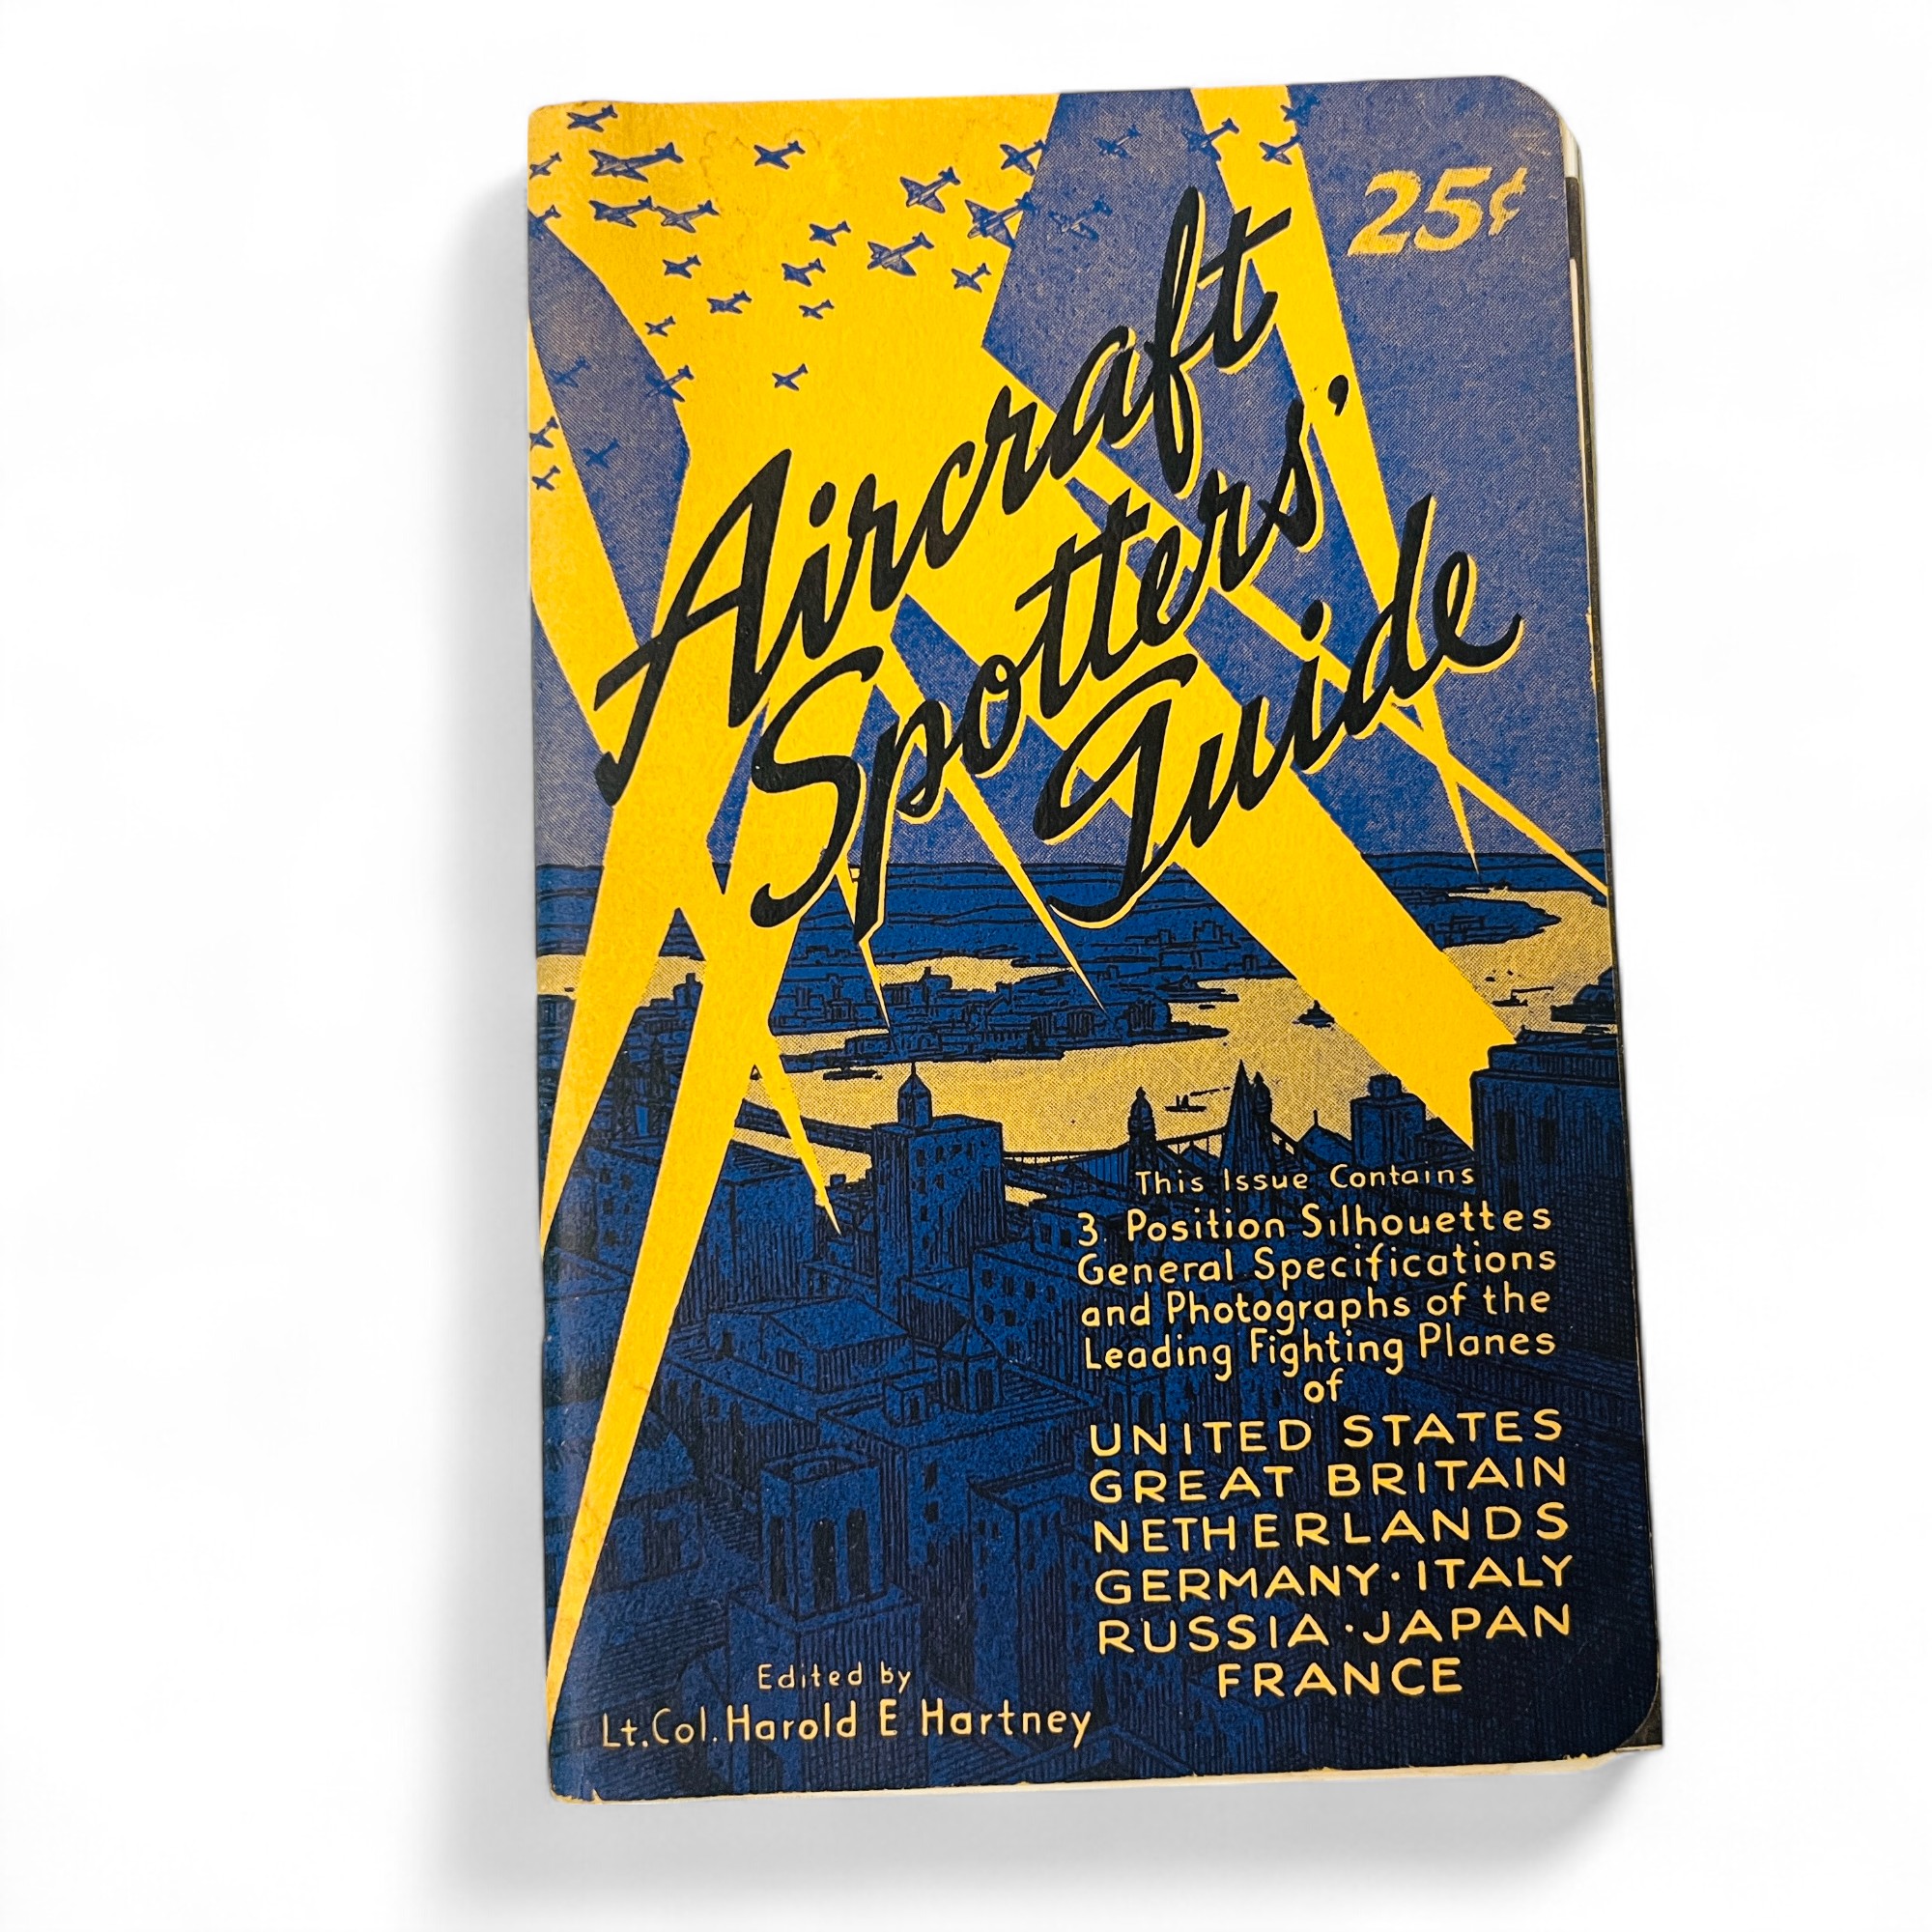 25¢
Aircraft
Spotters'
Guide
This Issue Contains
3. Position Silhouettes
General Specifications
and Photographs of the
Leading Fighting Planes
of
UNITED STATES
GREAT BRITAIN
NETHERLANDS
GERMANY·ITALY
RUSSIA·JAPAN
FRANCE
Edited by
Lt. Col. Harold E Hartney